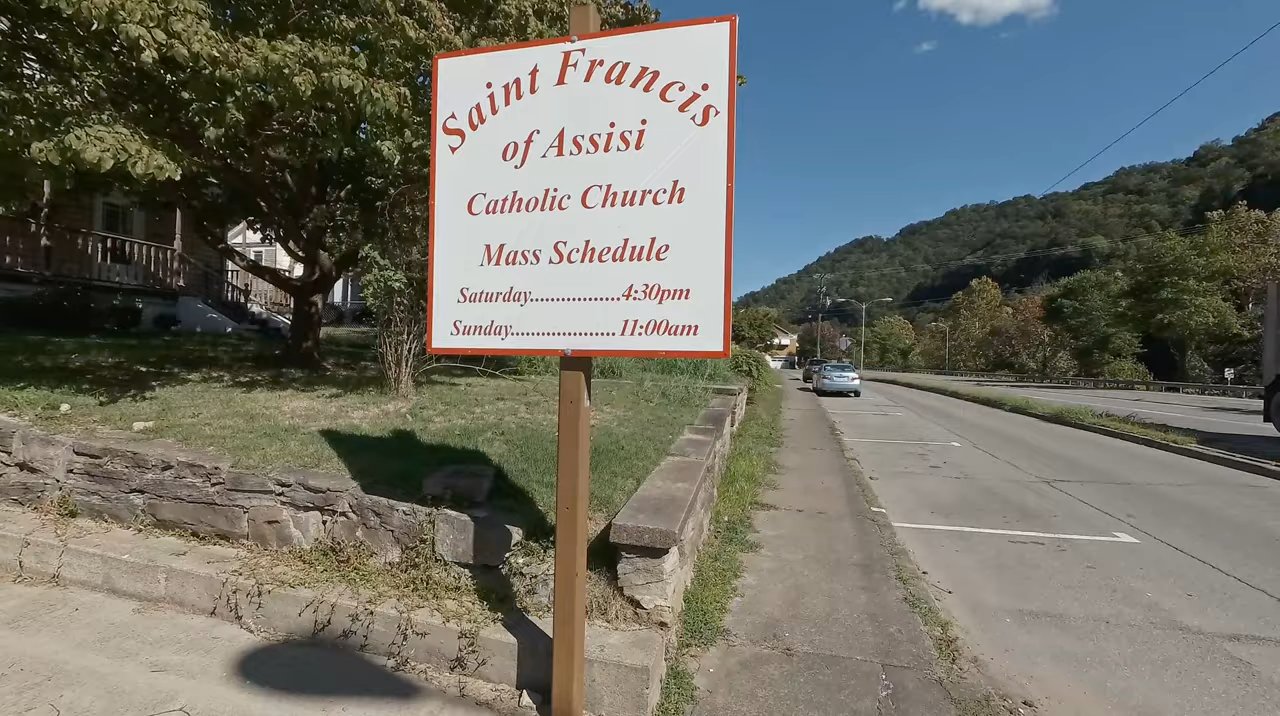 Saint Francis
of Assisi
Catholic Church
Mass Schedule
Saturday...................4:30pm
Sunday...................... 11:00am